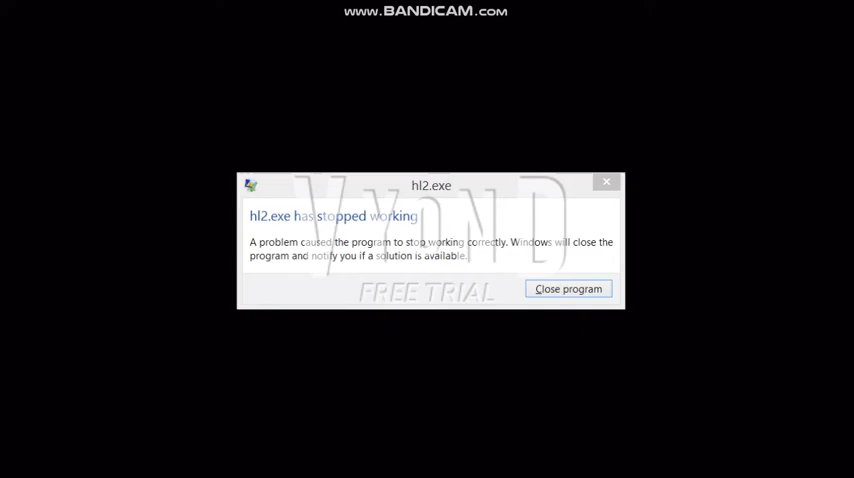 www.BANDICAM.com
hl2.exe
hl2.exe has stopped working
A problem caused the program to stop working correctly. Windows will close the
program and notify you if a solution is available.
VYOND
FREE TRIAL
Close program